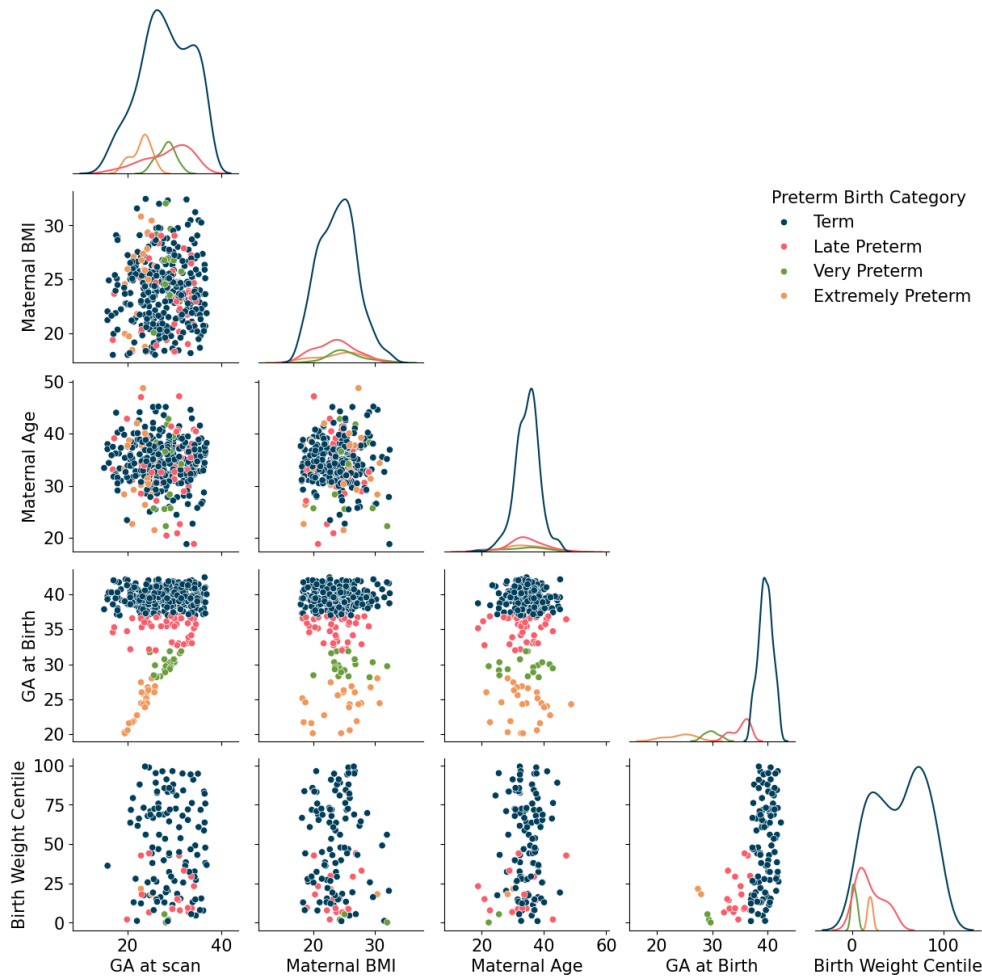 Preterm Birth Category
Term
Late Preterm
Very Preterm
Extremely Preterm
Maternal BMI
30
25
20
Maternal Age
50
40
30
20
GA at Birth
40
35
30
25
20
Birth Weight Centile
100
75
50
25
0
20 40
20 30
20 40 60
20 40
0 100
GA at scan
Maternal BMI
Maternal Age
GA at Birth
Birth Weight Centile